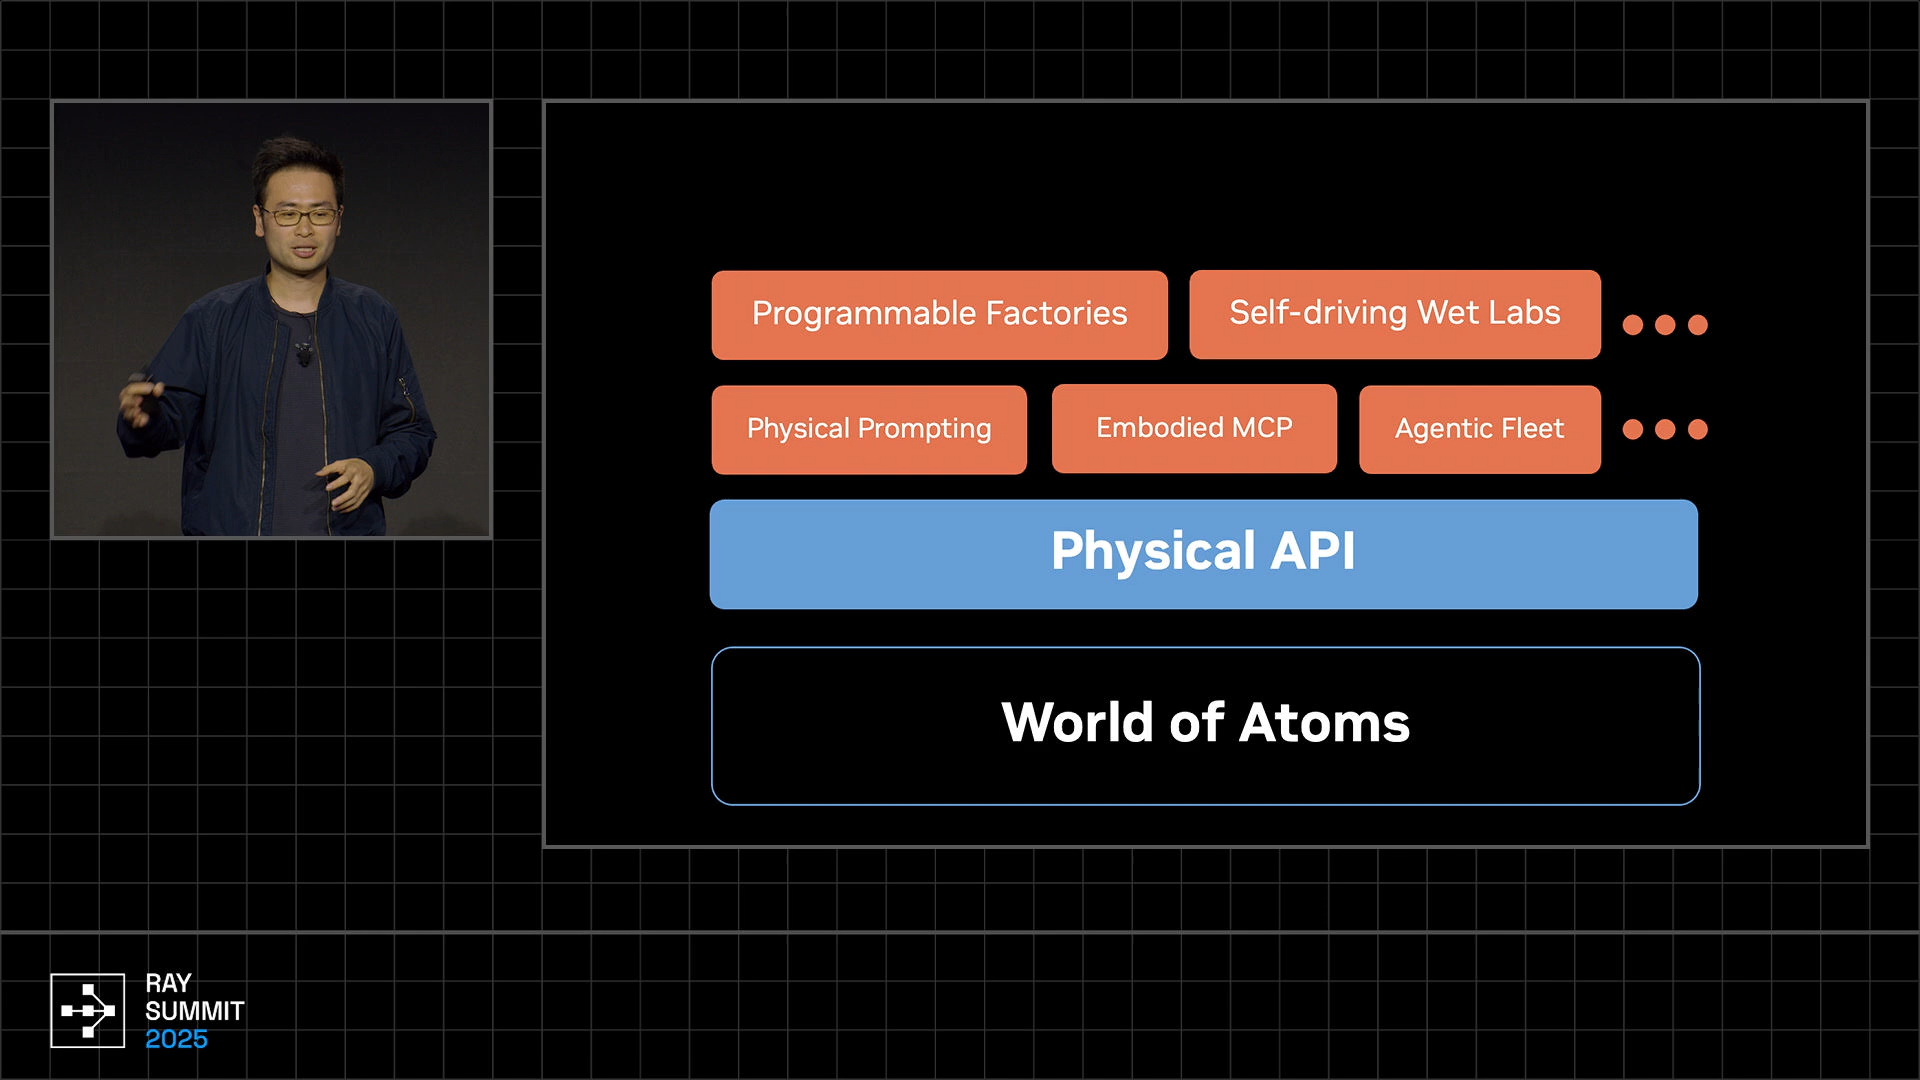 Programmable Factories
Self-driving Wet Labs
Physical Prompting
Embodied MCP
Agentic Fleet
Physical API
World of Atoms
RAY
SUMMIT
2025